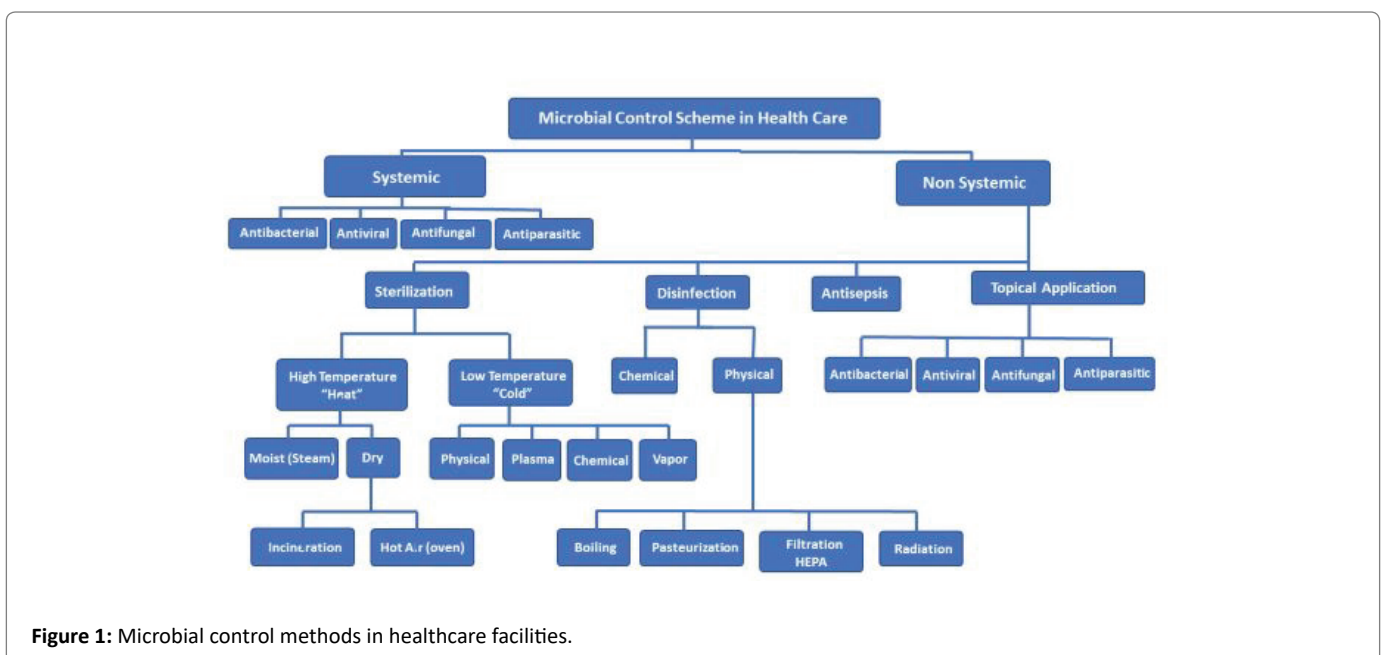 Microbial Control Scheme in Health Care
Systemic
Non Systemic
Antibacterial
Antiviral
Antifungal
Antiparasitic
Sterilization
Disinfection
Antisepsis
Topical Application
High Temperature
"Heat"
Low Temperature
"Cold"
Chemical
Physical
Antibacterial
Antiviral
Antifungal
Antiparasitic
Moist (Steam)
Dry
Physical
Plasma
Chemical
Vapor
Incineration
Hot Air (oven)
Boiling
Pasteurization
Filtration
HEPA
Radiation
Figure 1: Microbial control methods in healthcare facilities.